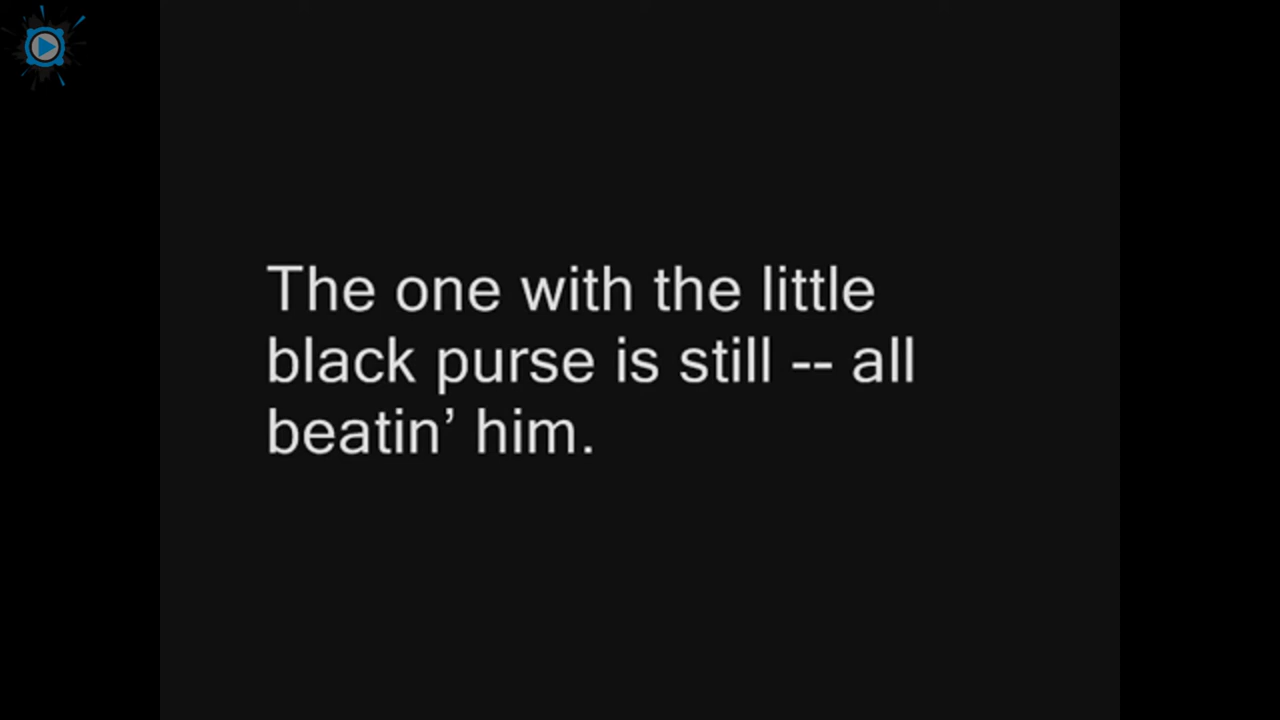 The one with the little
black purse is still -- all
beatin’ him.